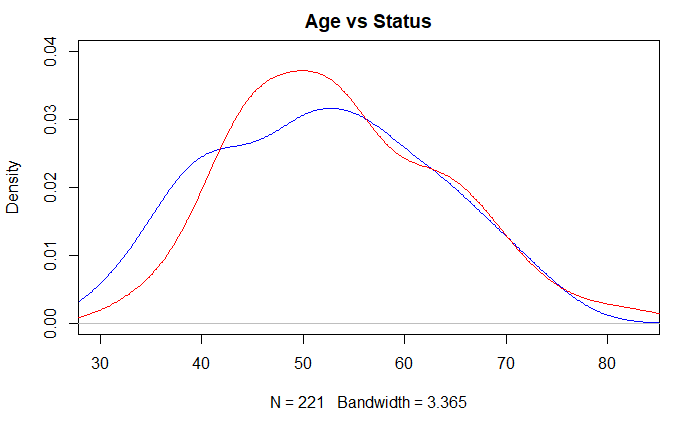 Age vs Status
Density
0.04
0.03
0.02
0.01
0.00
30 40 50 60 70 80
N = 221 Bandwidth = 3.365